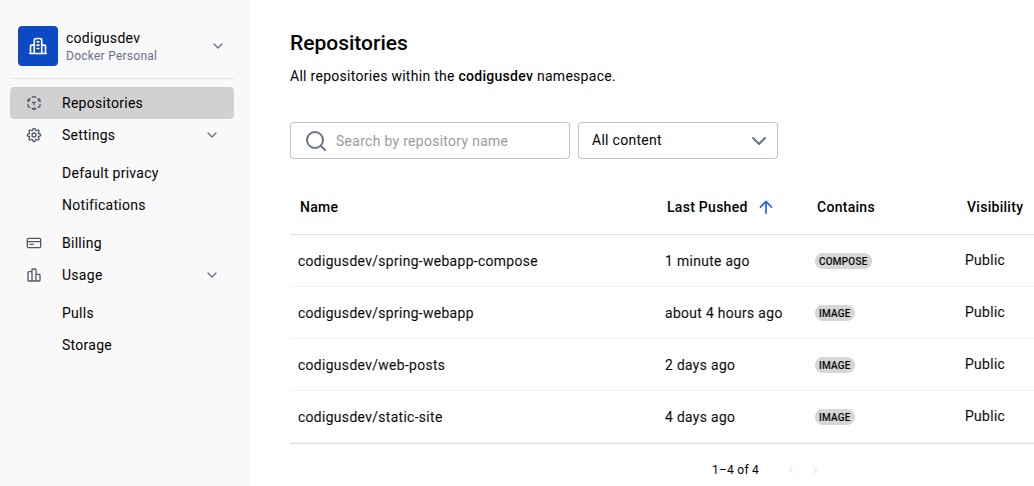 codigusdev
Docker Personal
Repositories
Settings
Default privacy
Notifications
Billing
Usage
Pulls
Storage
Repositories
All repositories within the codigusdev namespace.
Search by repository name
All content
Name Last Pushed Contains Visibility
codigusdev/spring-webapp-compose 1 minute ago COMPOSE Public
codigusdev/spring-webapp about 4 hours ago IMAGE Public
codigusdev/web-posts 2 days ago IMAGE Public
codigusdev/static-site 4 days ago IMAGE Public
1–4 of 4